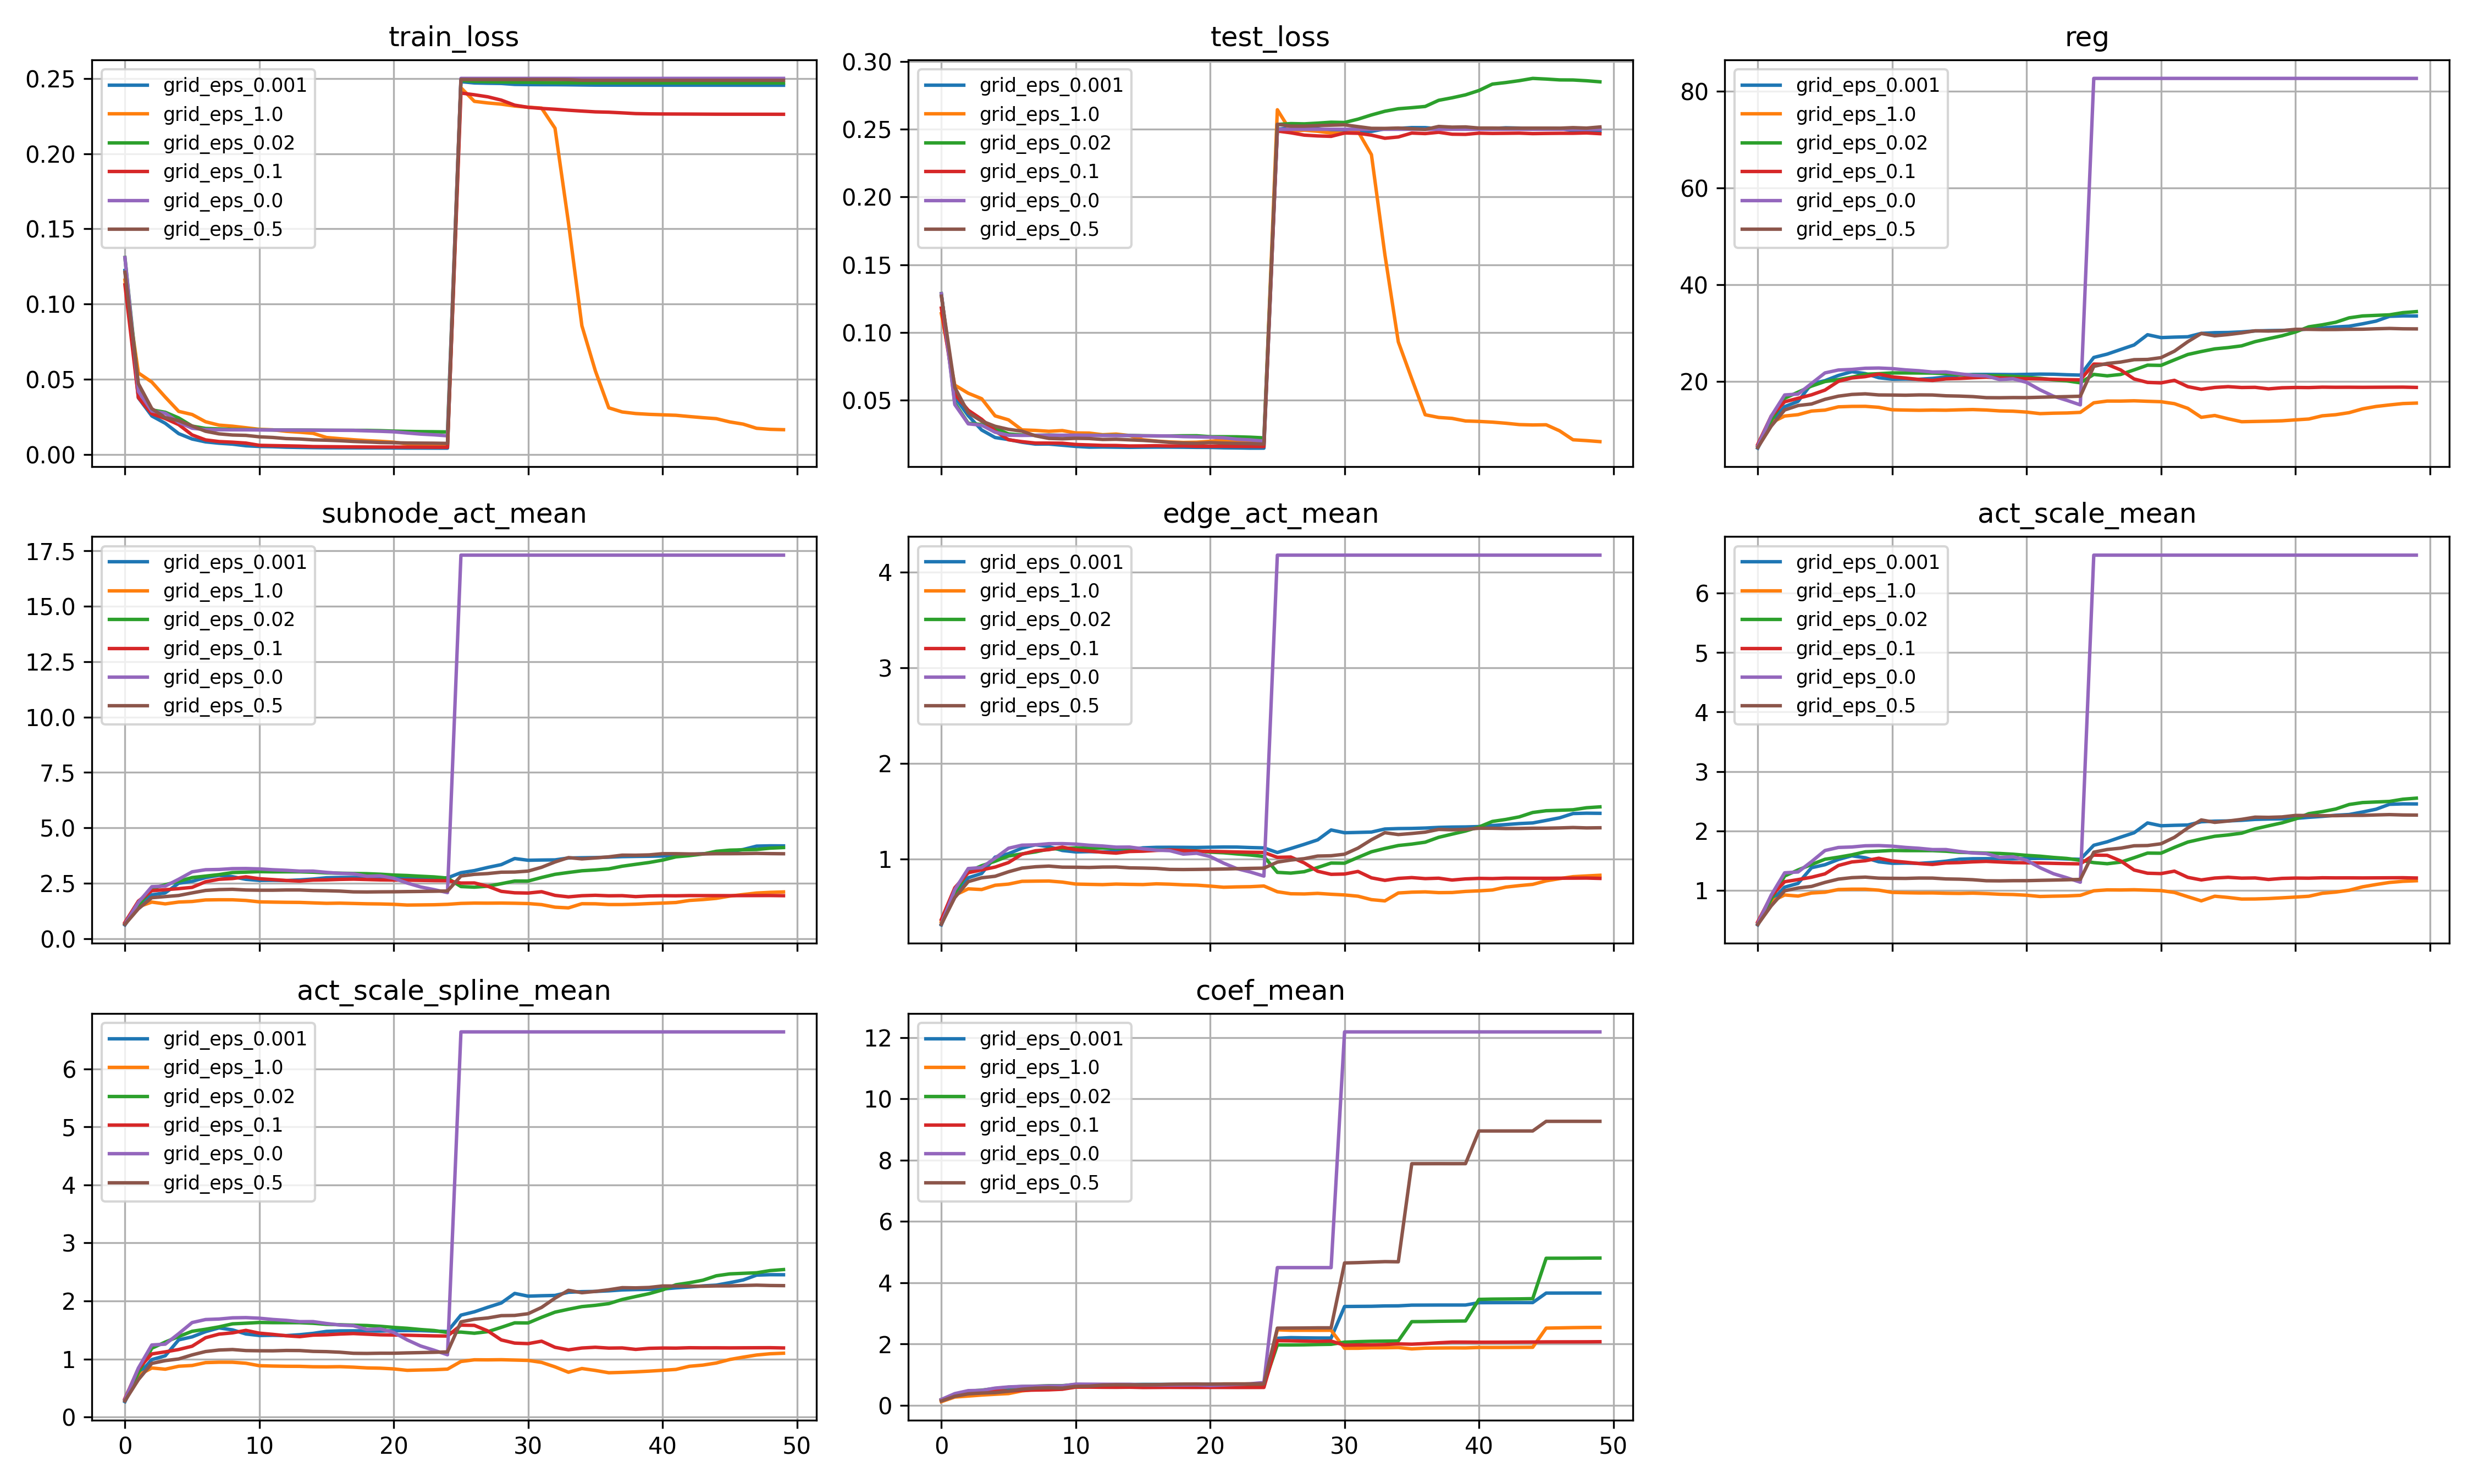 train_loss
0.25
0.20
0.15
0.10
0.05
0.00
grid_eps_0.001
grid_eps_1.0
grid_eps_0.02
grid_eps_0.1
grid_eps_0.0
grid_eps_0.5
test_loss
0.30
0.25
0.20
0.15
0.10
0.05
grid_eps_0.001
grid_eps_1.0
grid_eps_0.02
grid_eps_0.1
grid_eps_0.0
grid_eps_0.5
reg
80
60
40
20
grid_eps_0.001
grid_eps_1.0
grid_eps_0.02
grid_eps_0.1
grid_eps_0.0
grid_eps_0.5
subnode_act_mean
17.5
15.0
12.5
10.0
7.5
5.0
2.5
0.0
grid_eps_0.001
grid_eps_1.0
grid_eps_0.02
grid_eps_0.1
grid_eps_0.0
grid_eps_0.5
edge_act_mean
4
3
2
1
grid_eps_0.001
grid_eps_1.0
grid_eps_0.02
grid_eps_0.1
grid_eps_0.0
grid_eps_0.5
act_scale_mean
6
5
4
3
2
1
grid_eps_0.001
grid_eps_1.0
grid_eps_0.02
grid_eps_0.1
grid_eps_0.0
grid_eps_0.5
act_scale_spline_mean
6
5
4
3
2
1
0
grid_eps_0.001
grid_eps_1.0
grid_eps_0.02
grid_eps_0.1
grid_eps_0.0
grid_eps_0.5
0 10 20 30 40 50
coef_mean
12
10
8
6
4
2
0
grid_eps_0.001
grid_eps_1.0
grid_eps_0.02
grid_eps_0.1
grid_eps_0.0
grid_eps_0.5
0 10 20 30 40 50